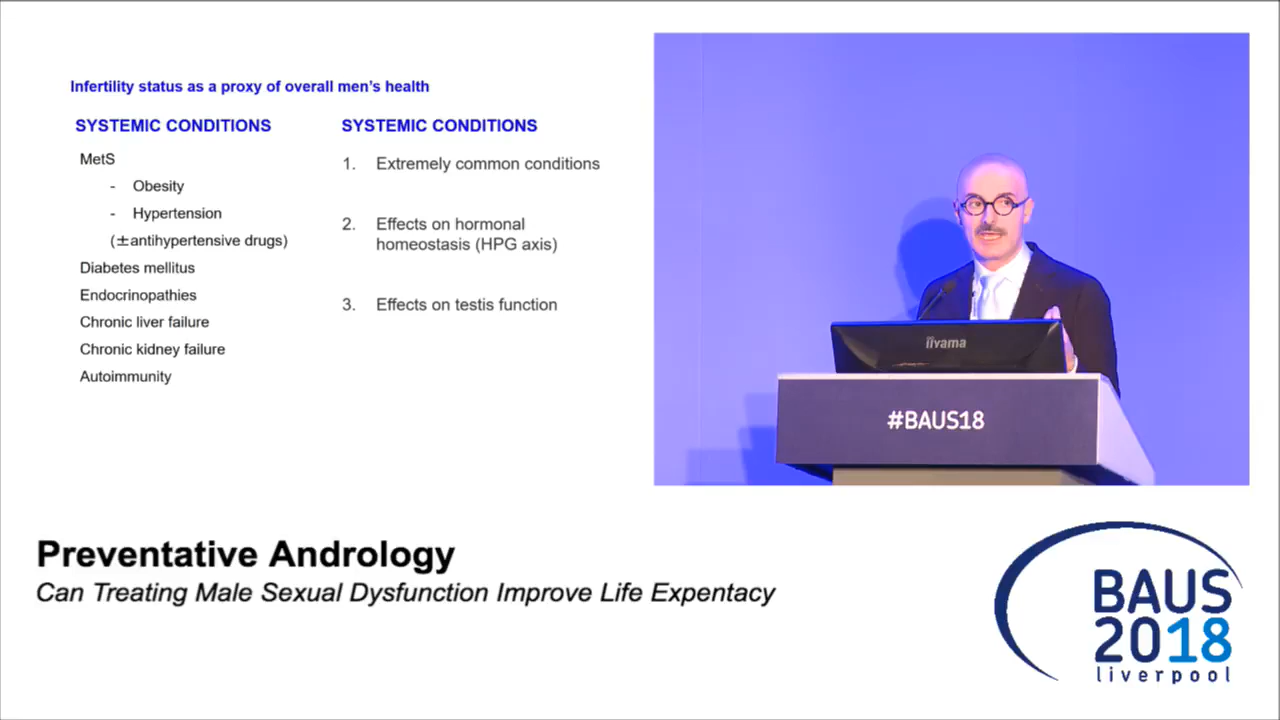 Infertility status as a proxy of overall men's health
SYSTEMIC CONDITIONS
MetS
- Obesity
- Hypertension
(±antihypertensive drugs)
Diabetes mellitus
Endocrinopathies
Chronic liver failure
Chronic kidney failure
Autoimmunity
SYSTEMIC CONDITIONS
1. Extremely common conditions
2. Effects on hormonal
homeostasis (HPG axis)
3. Effects on testis function
iiyama
#BAUS18
Preventative Andrology
Can Treating Male Sexual Dysfunction Improve Life Expentacy
BAUS
2018
liverpool